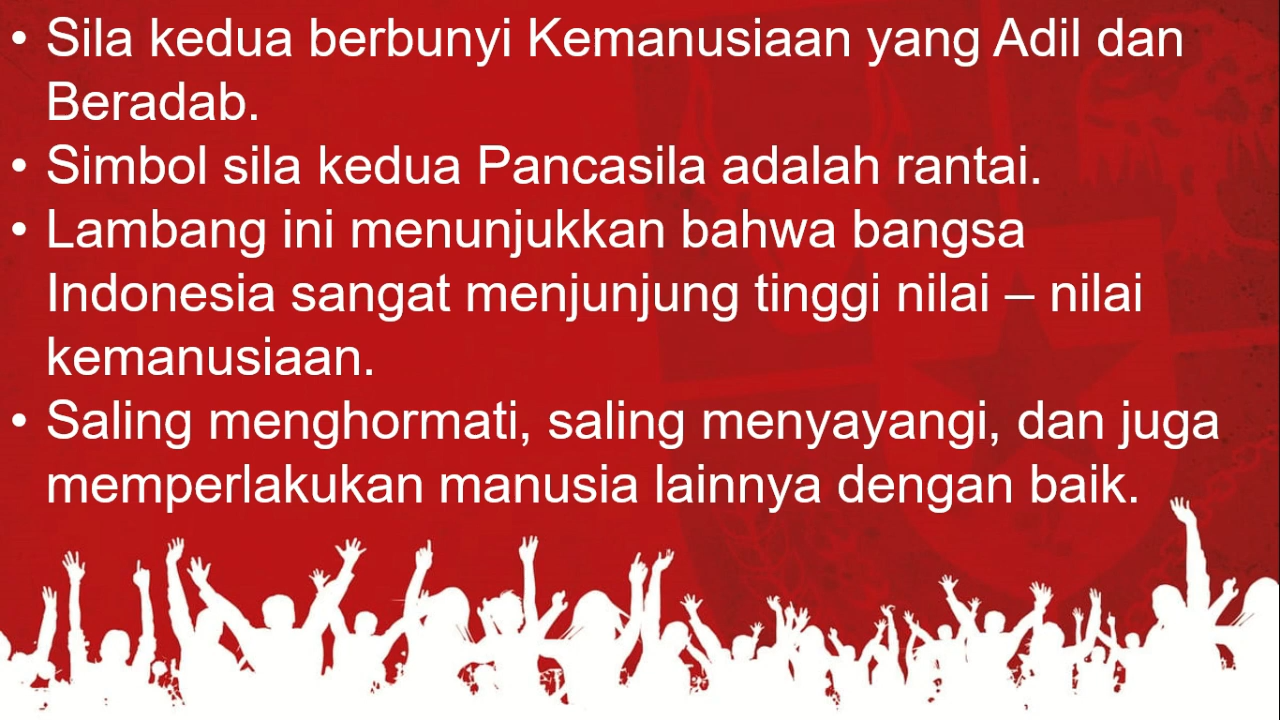 • Sila kedua berbunyi Kemanusiaan yang Adil dan
Beradab.
• Simbol sila kedua Pancasila adalah rantai.
• Lambang ini menunjukkan bahwa bangsa
Indonesia sangat menjunjung tinggi nilai – nilai
kemanusiaan.
• Saling menghormati, saling menyayangi, dan juga
memperlakukan manusia lainnya dengan baik.